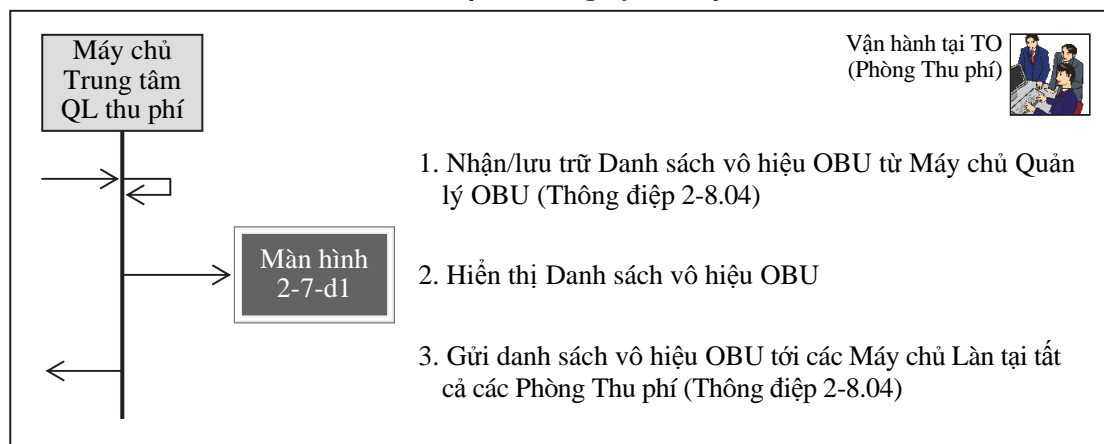 Máy chủ
Trung tâm
QL thu phí
Vận hành tại TO
(Phòng Thu phí)
1. Nhận/lưu trữ Danh sách vô hiệu OBU từ Máy chủ Quản
lý OBU (Thông điệp 2-8.04)
Màn hình
2-7-d1
2. Hiển thị Danh sách vô hiệu OBU
3. Gửi danh sách vô hiệu OBU tới các Máy chủ Làn tại tất
cả các Phòng Thu phí (Thông điệp 2-8.04)